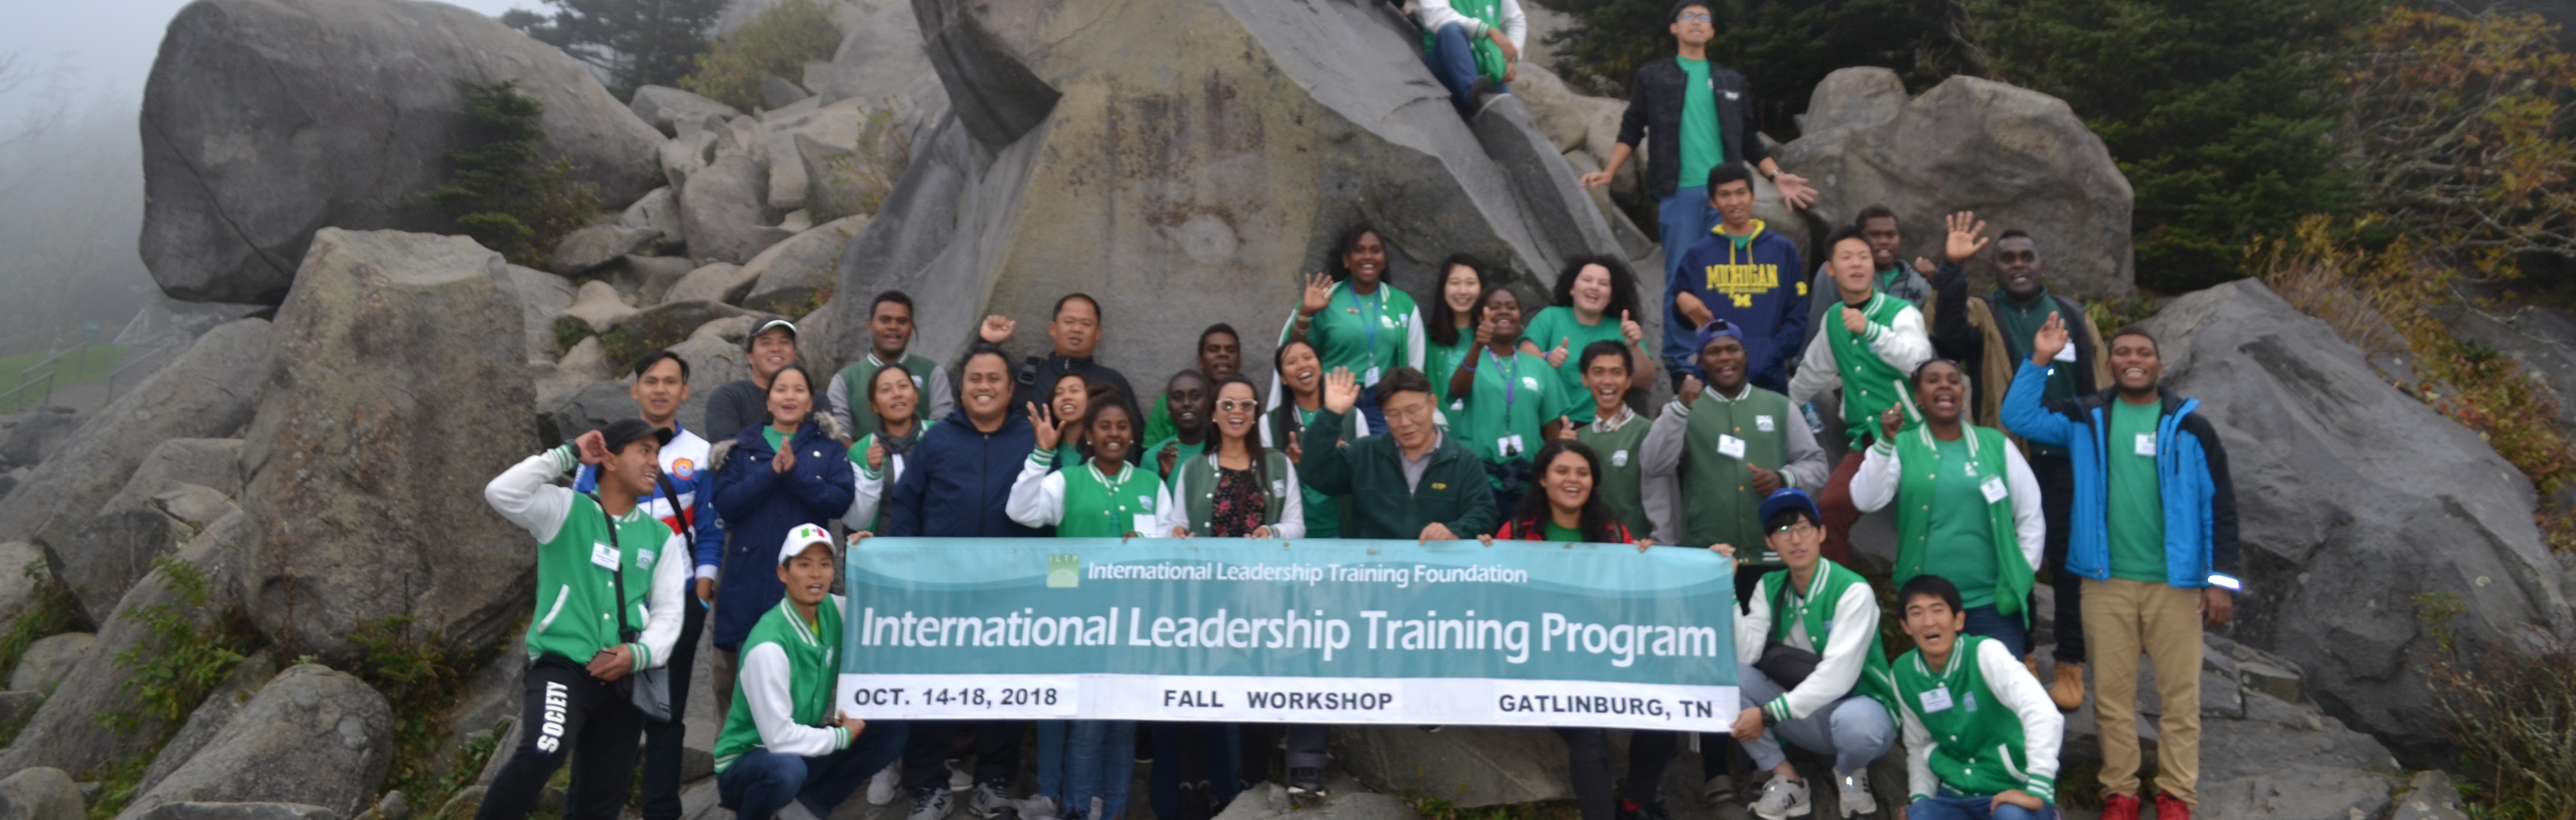 MICHIGAN
M
ILTF
International Leadership Training Foundation
International Leadership Training Program
OCT. 14-18, 2018 FALL WORKSHOP GATLINBURG, TN
SOCIETY